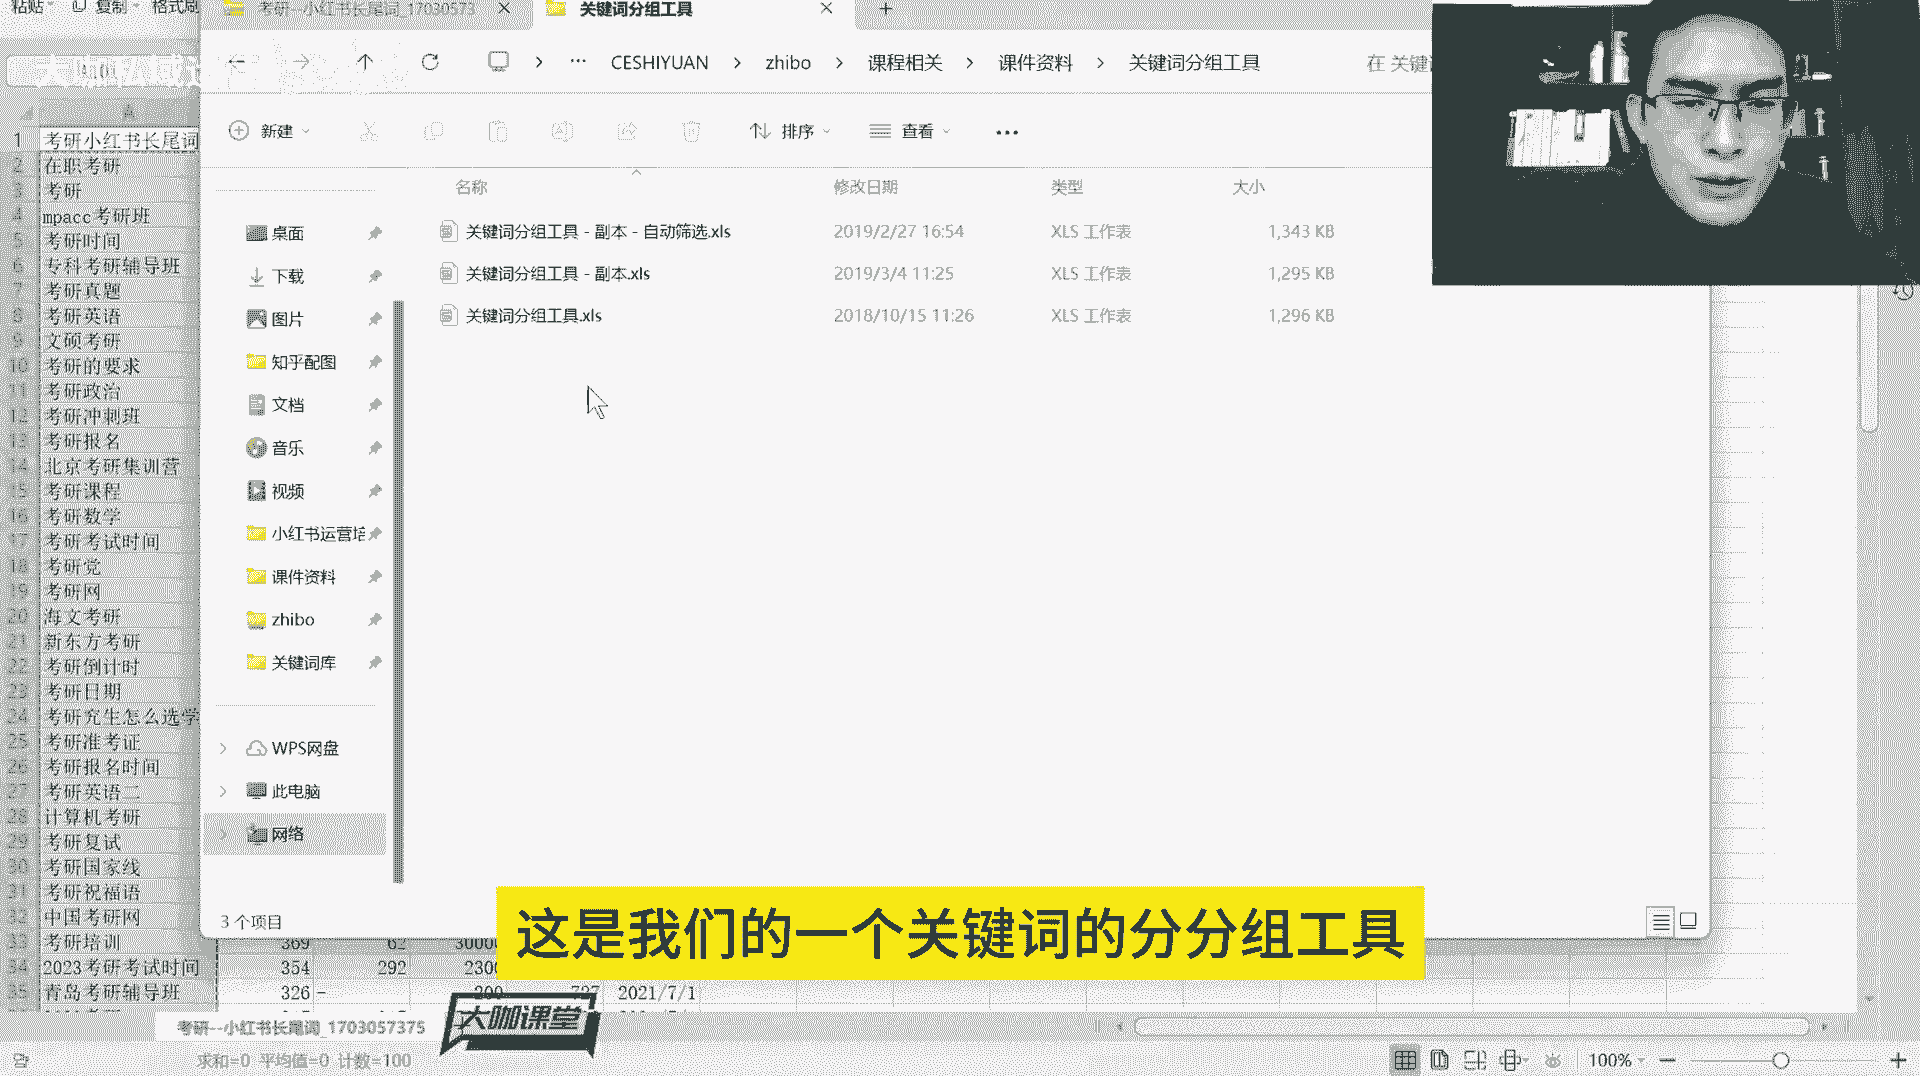 粘贴 复制 格式刷
考研--小红书长尾词_17030573
关键词分组工具
CESHIYUAN > zhibo > 课程相关 > 课件资料 > 关键词分组工具
在 关键
新建 排序 查看
名称 修改日期 类型 大小
关键词分组工具 - 副本 - 自动筛选.xls 2019/2/27 16:54 XLS 工作表 1,343 KB
关键词分组工具 - 副本.xls 2019/3/4 11:25 XLS 工作表 1,295 KB
关键词分组工具.xls 2018/10/15 11:26 XLS 工作表 1,296 KB
桌面
下载
图片
知乎配图
文档
音乐
视频
小红书运营培
课件资料
zhibo
关键词库
WPS网盘
此电脑
网络
3 个项目
1 考研小红书长尾词
2 在职考研
3 考研
4 mpacc考研班
5 考研时间
6 专科考研辅导班
7 考研真题
8 考研英语
9 文硕考研
10 考研的要求
11 考研政治
12 考研冲刺班
13 考研报名
14 北京考研集训营
15 考研课程
16 考研数学
17 考研考试时间
18 考研党
19 考研网
20 海文考研
21 新东方考研
22 考研倒计时
23 考研日期
24 考研究生怎么选学
25 考研准考证
26 考研报名时间
27 考研英语二
28 计算机考研
29 考研复试
30 考研国家线
31 考研祝福语
32 中国考研网
33 考研培训 369 62
34 2023考研考试时间 354 292
35 青岛考研辅导班 326 - 200 727 2021/7/1
这是我们的一个关键词的分分组工具
大咖课堂
考研--小红书长尾词_1703057375
求和=0 平均值=0 计数=100
100%